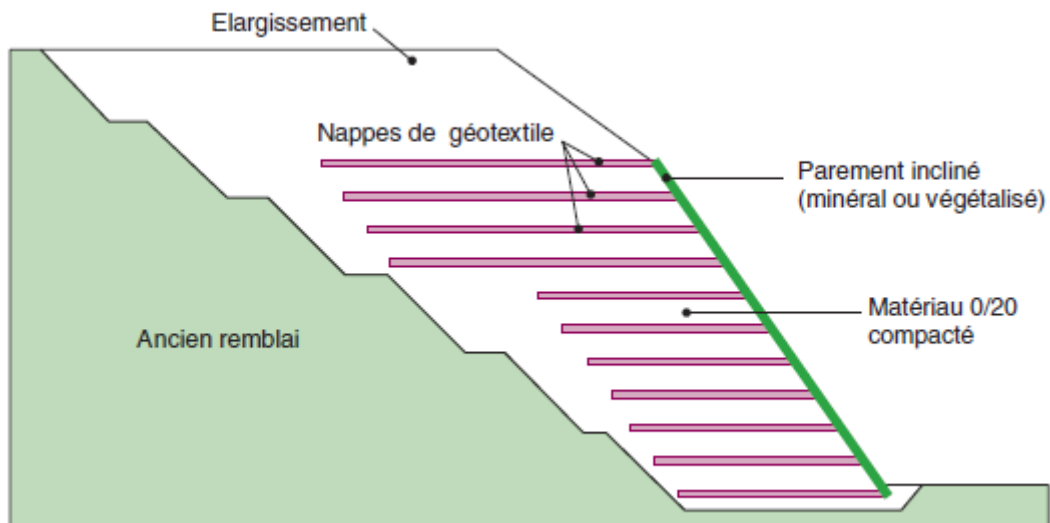 Elargissement
Nappes de géotextile
Parement incliné
(minéral ou végétalisé)
Matériau 0/20
compacté
Ancien remblai